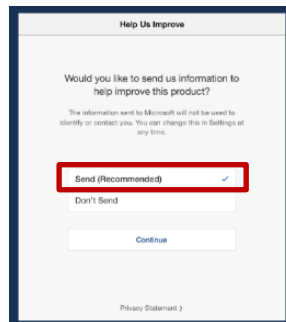 Help Us Improve
Would you like to send us information to
help improve this product?
The information sent to Microsoft will not be used to
identify or contact you. You can change this in Settings at
any time.
Send (Recommended) ✓
Don't Send
Continue
Privacy Statement >